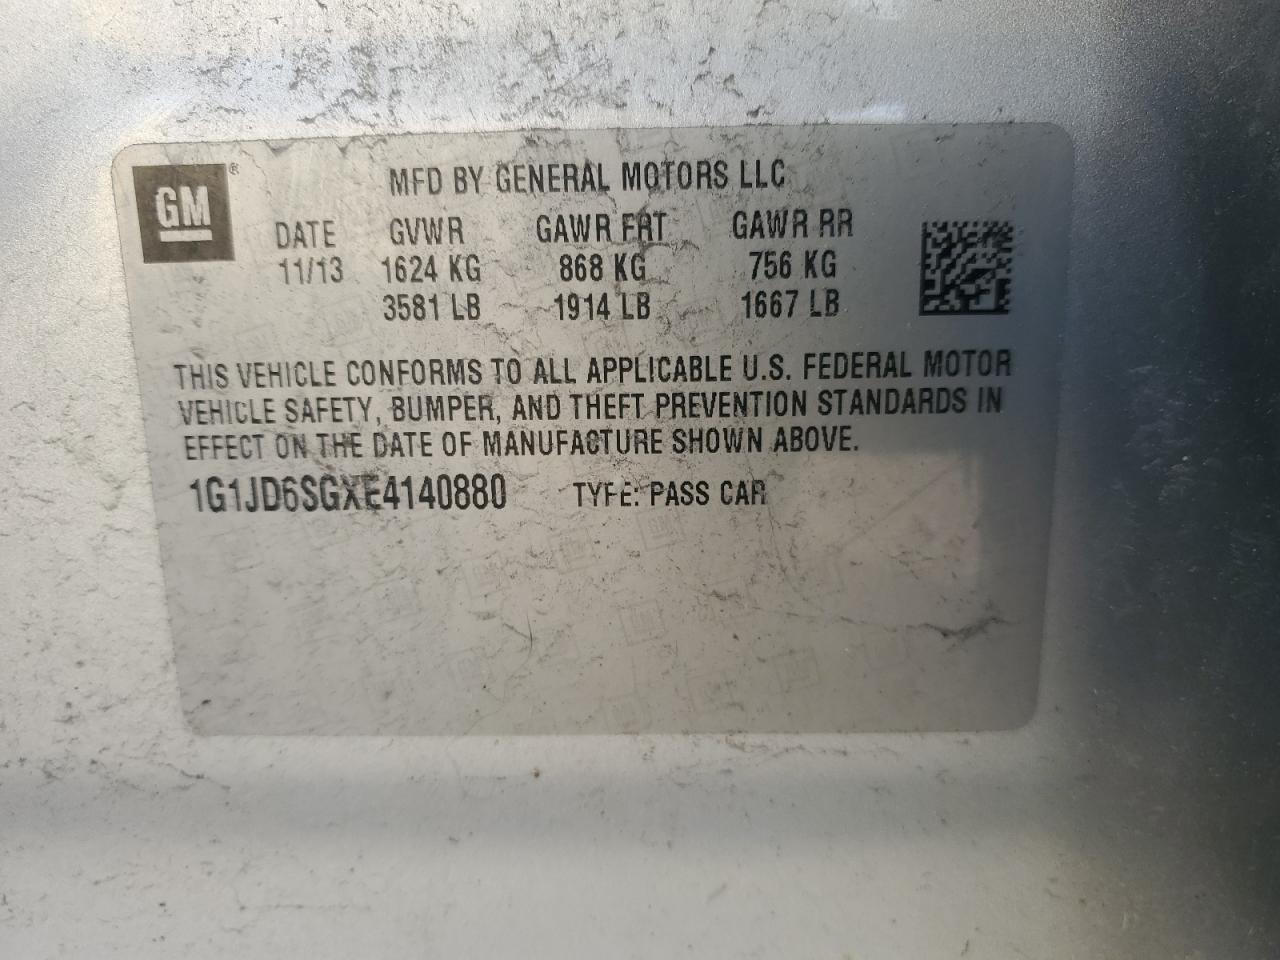 GM®
MFD BY GENERAL MOTORS LLC
DATE GVWR GAWR FRT GAWR RR
11/13 1624 KG 868 KG 756 KG
3581 LB 1914 LB 1667 LB
THIS VEHICLE CONFORMS TO ALL APPLICABLE U.S. FEDERAL MOTOR
VEHICLE SAFETY, BUMPER, AND THEFT PREVENTION STANDARDS IN
EFFECT ON THE DATE OF MANUFACTURE SHOWN ABOVE.
1G1JD6SGXE4140880 TYPE: PASS CAR